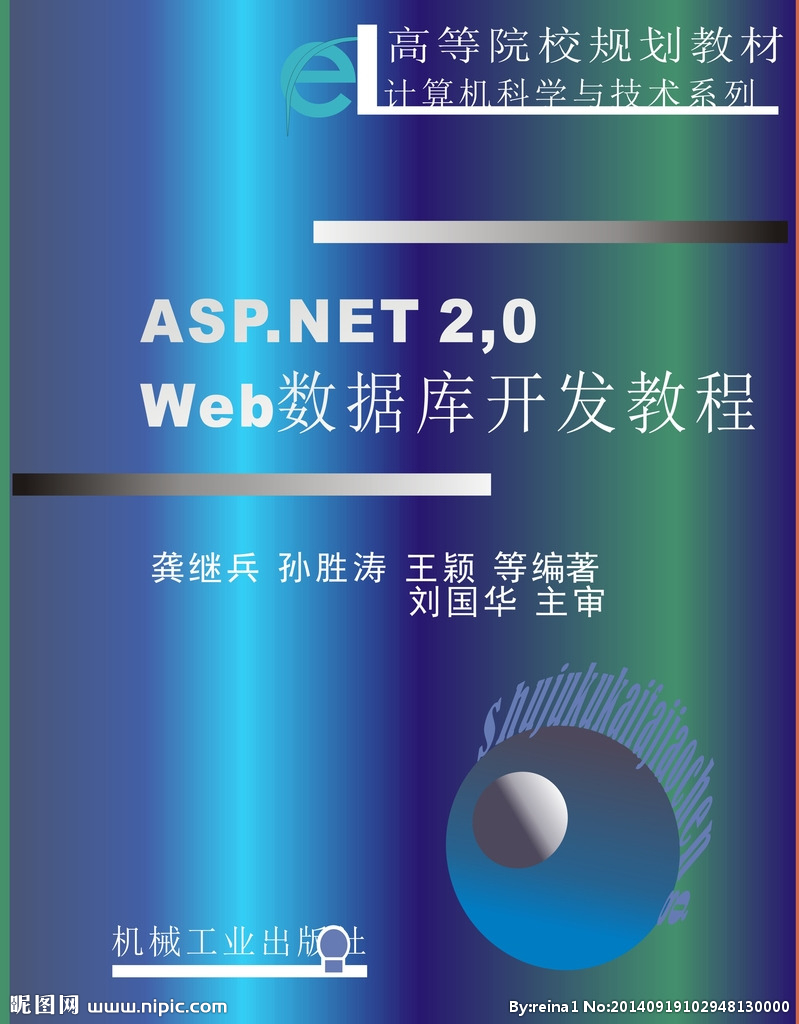 e
高等院校规划教材
计算机科学与技术系列
ASP.NET 2,0
Web数据库开发教程
龚继兵 孙胜涛 王颖 等编著
刘国华 主审
机械工业出版社
昵图网 www.nipic.com
By:reina1 No:20140919102948130000